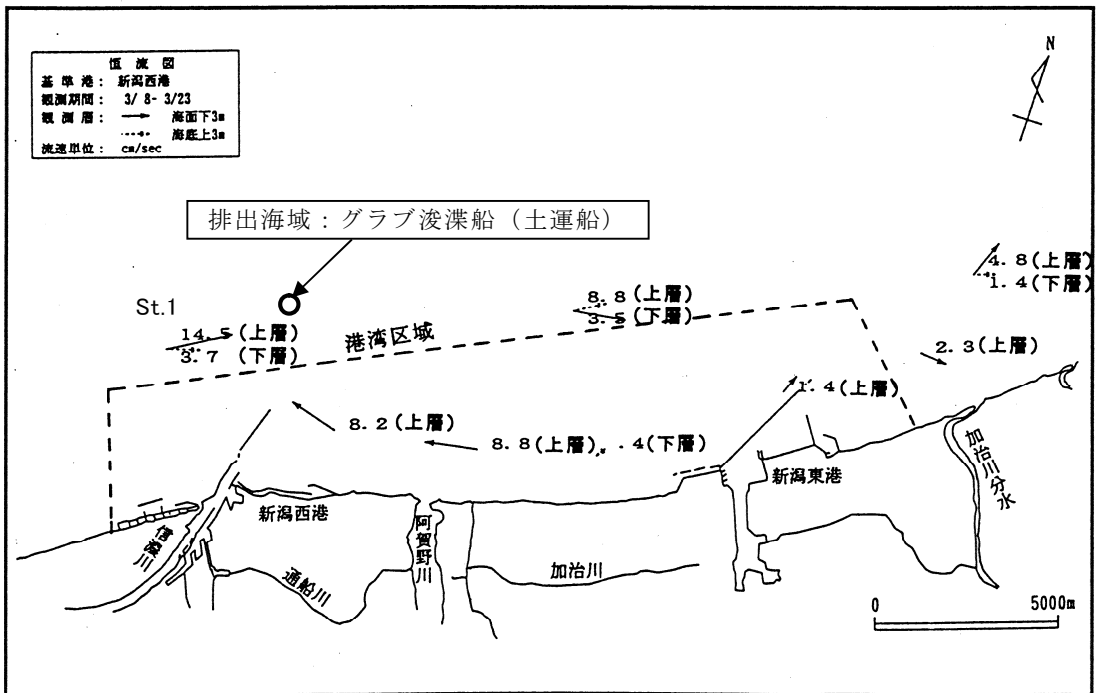 恒流図
基準港： 新潟西港
観測期間： 3/ 8- 3/23
観測層： 海面下3m
海底上3m
流速単位： cm/sec
N
排出海域：グラブ浚渫船（土運船）
4. 8(上層)
1. 4(下層)
St.1
8. 8(上層)
3. 5(下層)
14. 5(上層)
3. 7 (下層)
港湾区域
2. 3(上層)
1. 4(上層)
8. 2(上層)
8. 8(上層)
. 4(下層)
新潟西港
阿賀野川
新潟東港
加治川分水
信濃川
通船川
加治川
0
5000m